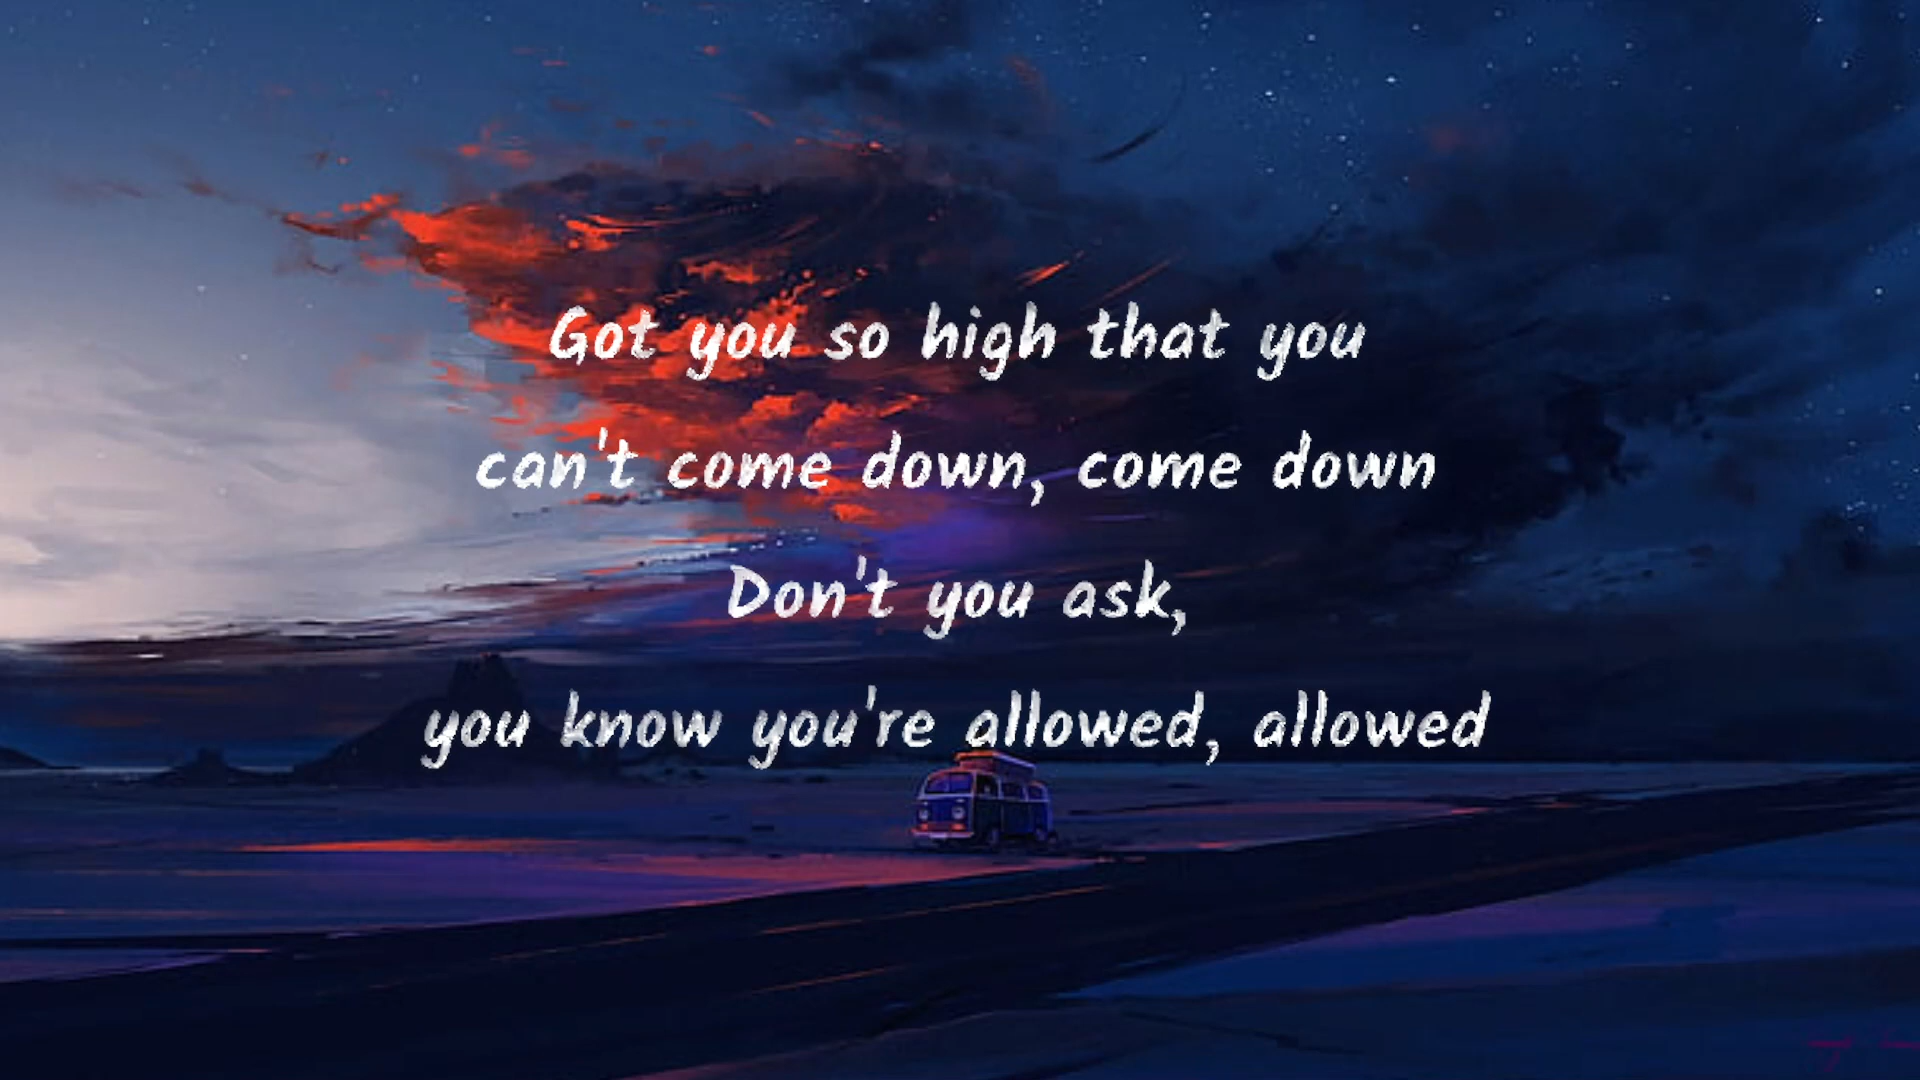 Got you so high that you
can't come down, come down
Don't you ask,
you know you're allowed, allowed